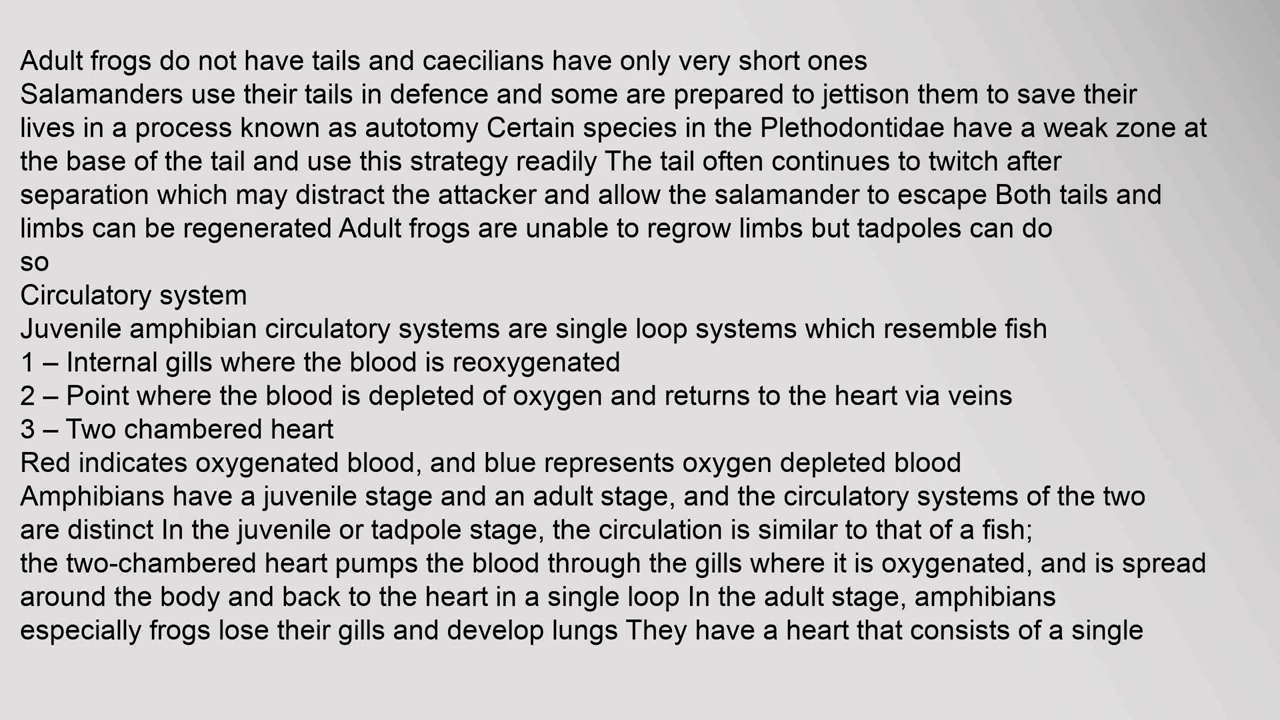 Adult frogs do not have tails and caecilians have only very short ones
Salamanders use their tails in defence and some are prepared to jettison them to save their
lives in a process known as autotomy Certain species in the Plethodontidae have a weak zone at
the base of the tail and use this strategy readily The tail often continues to twitch after
separation which may distract the attacker and allow the salamander to escape Both tails and
limbs can be regenerated Adult frogs are unable to regrow limbs but tadpoles can do
so
Circulatory system
Juvenile amphibian circulatory systems are single loop systems which resemble fish
1 – Internal gills where the blood is reoxygenated
2 – Point where the blood is depleted of oxygen and returns to the heart via veins
3 – Two chambered heart
Red indicates oxygenated blood, and blue represents oxygen depleted blood
Amphibians have a juvenile stage and an adult stage, and the circulatory systems of the two
are distinct In the juvenile or tadpole stage, the circulation is similar to that of a fish;
the two-chambered heart pumps the blood through the gills where it is oxygenated, and is spread
around the body and back to the heart in a single loop In the adult stage, amphibians
especially frogs lose their gills and develop lungs They have a heart that consists of a single